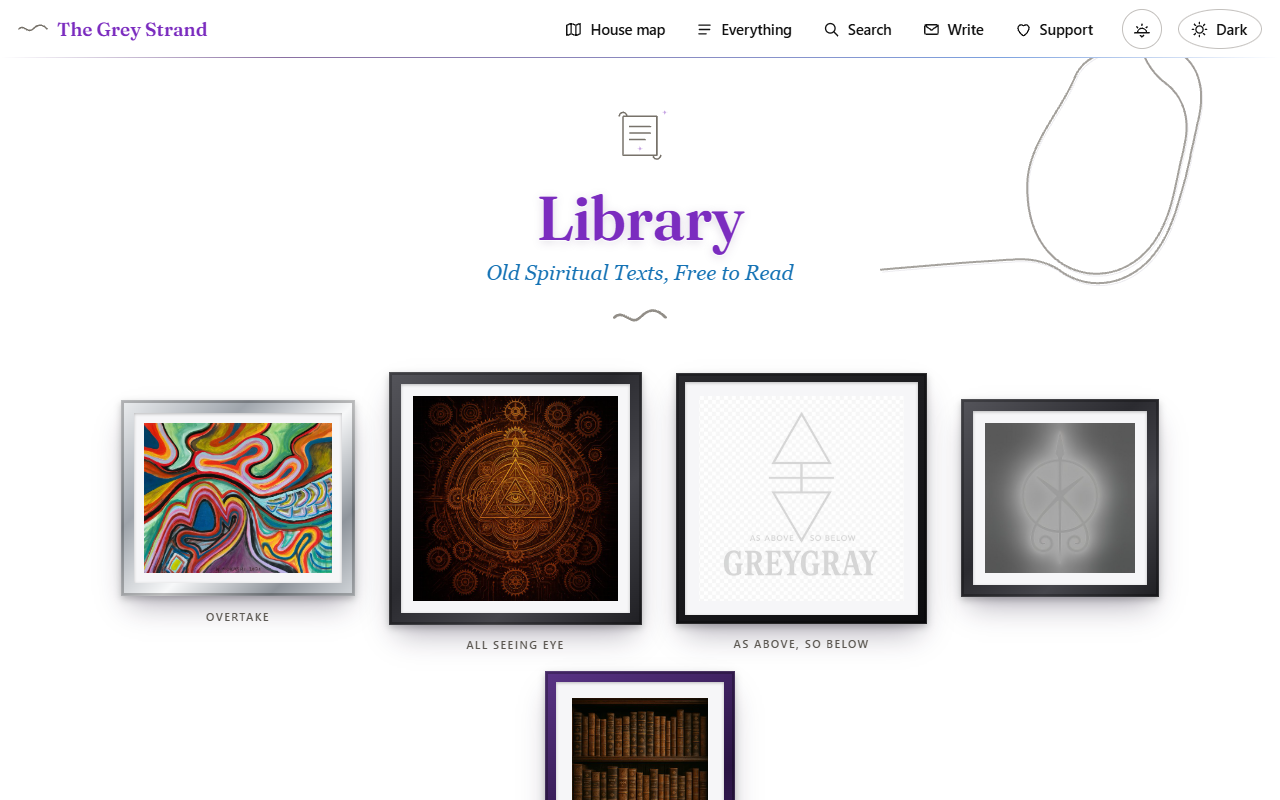 The Grey Strand
House map
Everything
Search
Write
Support
Dark
Library
Old Spiritual Texts, Free to Read
AS ABOVE SO BELOW
GREYGRAY
OVERTAKE
ALL SEEING EYE
AS ABOVE, SO BELOW